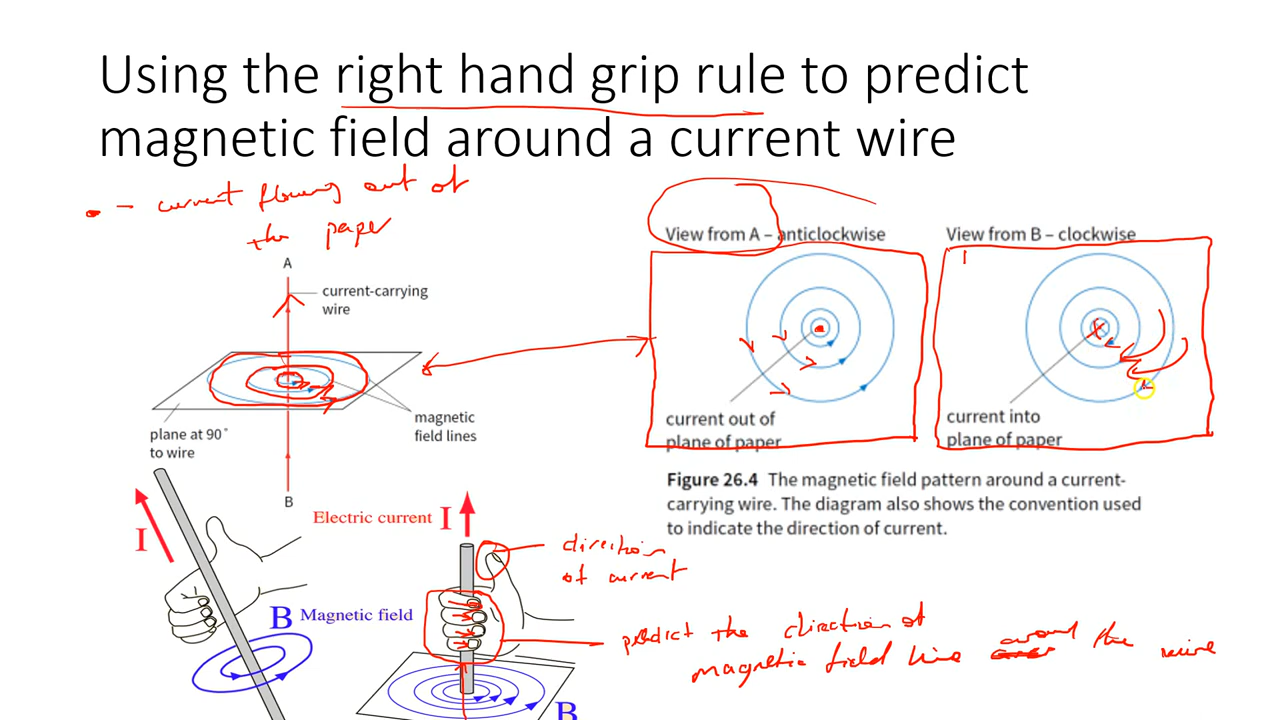 Using the right hand grip rule to predict
magnetic field around a current wire
- current flowing out of
the paper
A
current-carrying
wire
magnetic
field lines
plane at 90°
to wire
B
View from A – anticlockwise
current out of
plane of paper
View from B – clockwise
current into
plane of paper
Figure 26.4 The magnetic field pattern around a current-
carrying wire. The diagram also shows the convention used
to indicate the direction of current.
I
Electric current I
B Magnetic field
B
direction
of current
predict the direction of
magnetic field line around the wire